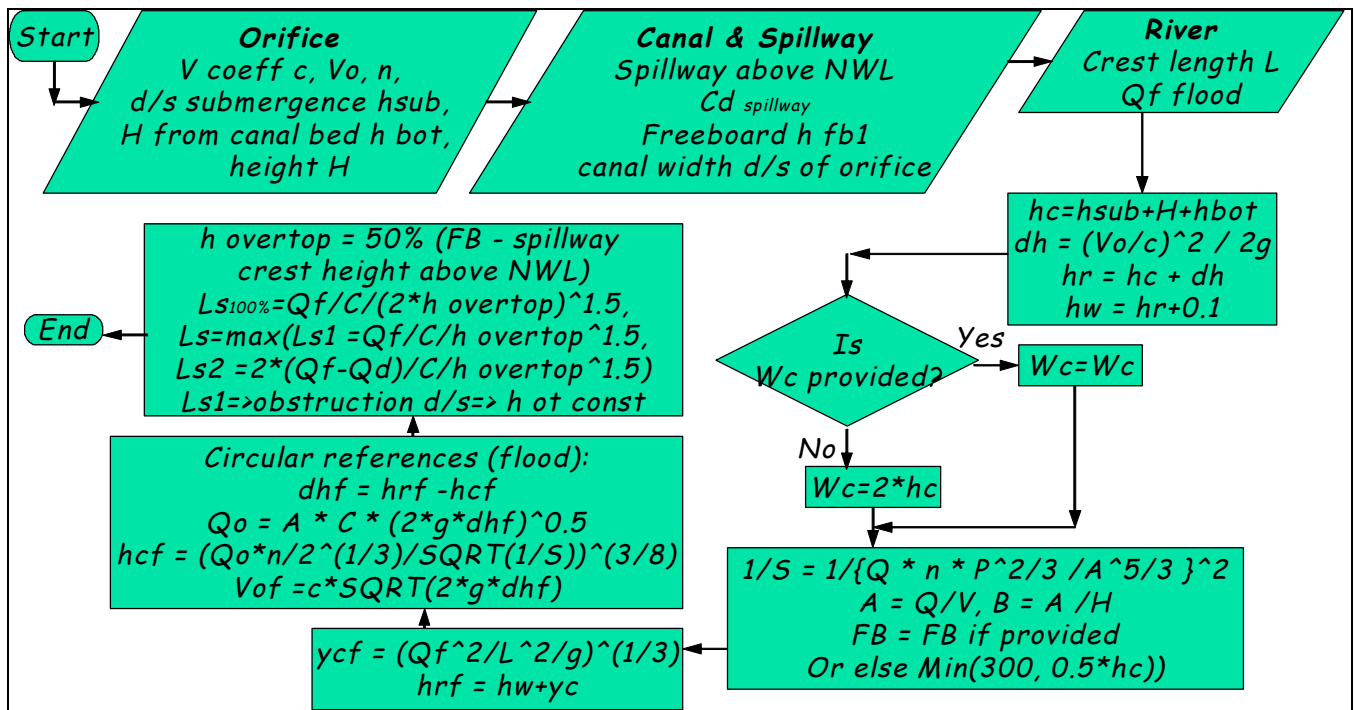 Start
Orifice
V coeff c, Vo, n,
d/s submergence hsub,
H from canal bed h bot,
height H
Canal & Spillway
Spillway above NWL
Cd spillway
Freeboard h fb1
canal width d/s of orifice
River
Crest length L
Qf flood
hc=hsub+H+hbot
dh = (Vo/c)^2 / 2g
hr = hc + dh
hw = hr+0.1
Is
Wc provided?
Yes
Wc=Wc
No
Wc=2*hc
1/S = 1/{Q * n * P^2/3 /A^5/3 }^2
A = Q/V, B = A /H
FB = FB if provided
Or else Min(300, 0.5*hc))
ycf = (Qf^2/L^2/g)^(1/3)
hrf = hw+yc
Circular references (flood):
dhf = hrf -hcf
Qo = A * C * (2*g*dhf)^0.5
hcf = (Qo*n/2^(1/3)/SQRT(1/S))^(3/8)
Vof =c*SQRT(2*g*dhf)
h overtop = 50% (FB - spillway
crest height above NWL)
Ls100%=Qf/C/(2*h overtop)^1.5,
Ls=max(Ls1 =Qf/C/h overtop^1.5,
Ls2 =2*(Qf-Qd)/C/h overtop^1.5)
Ls1=>obstruction d/s=> h ot const
End